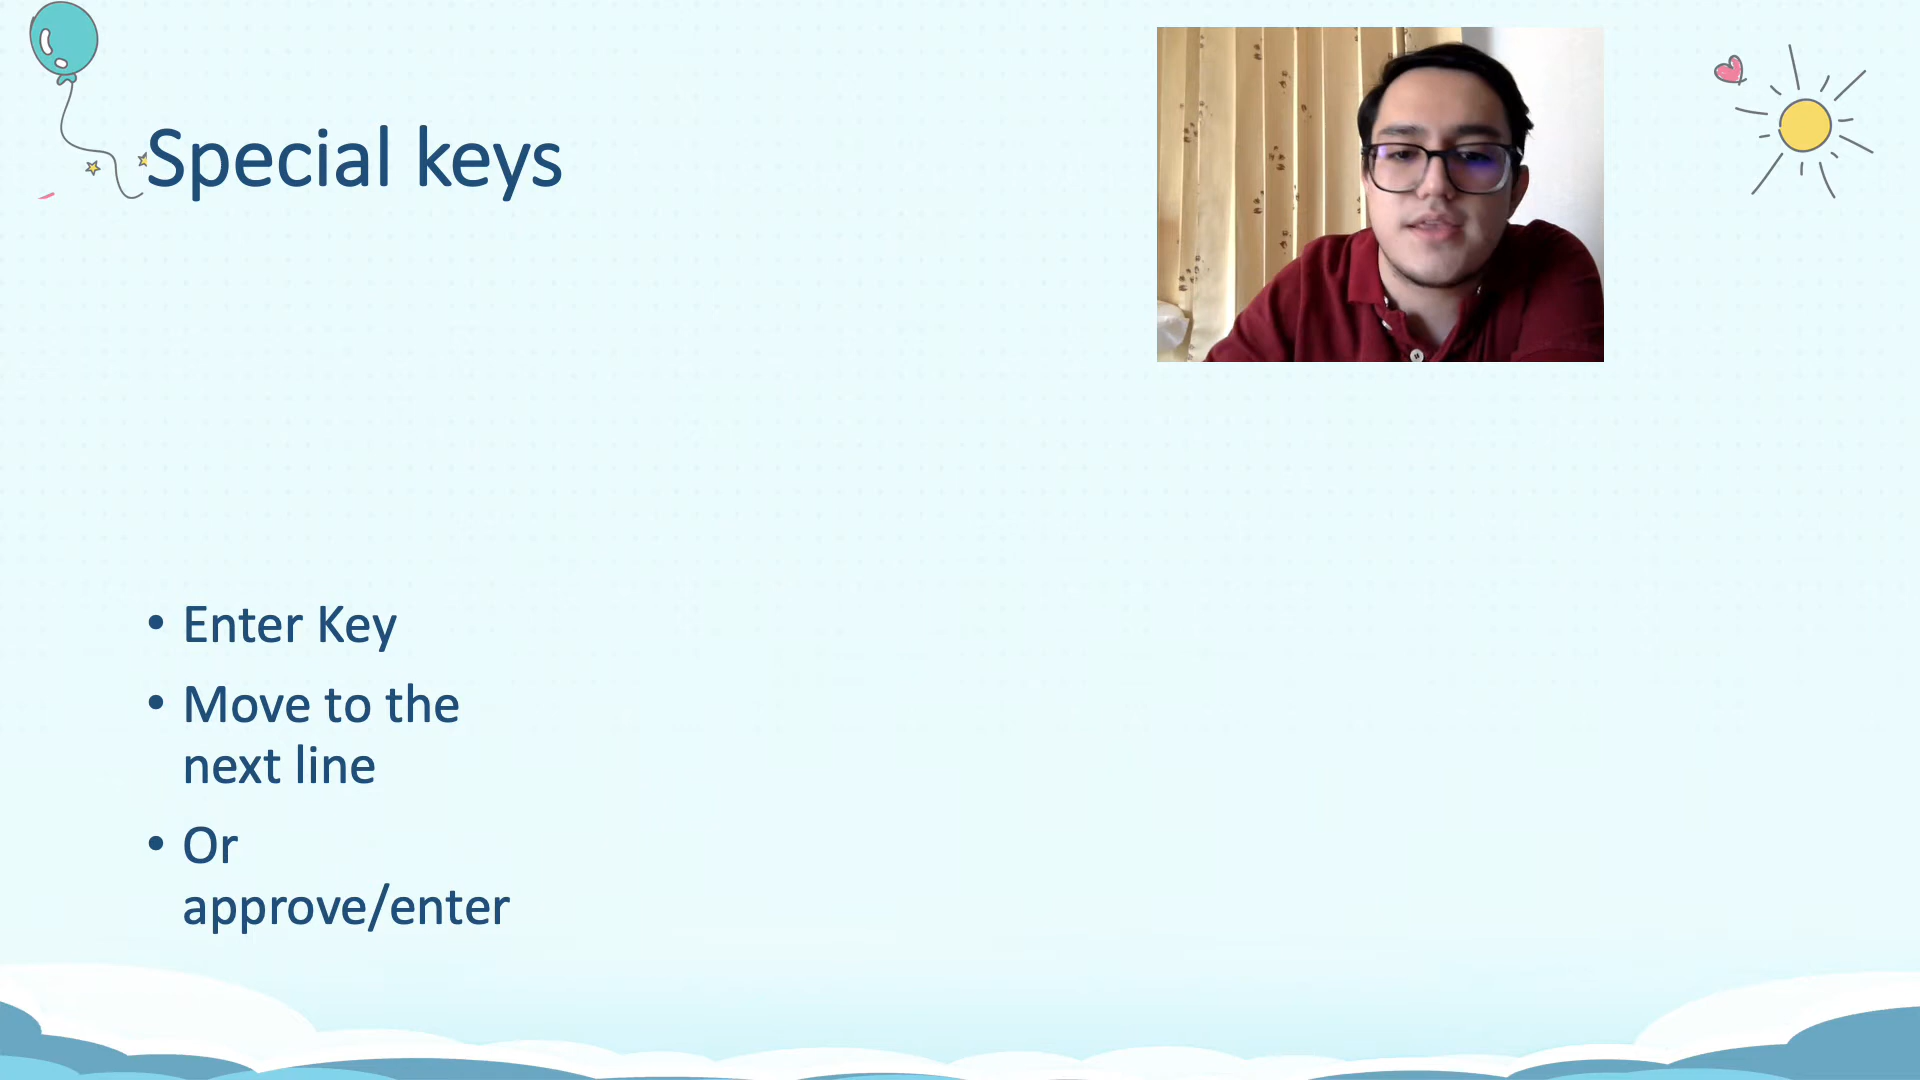 Special keys
• Enter Key
• Move to the
next line
• Or
approve/enter